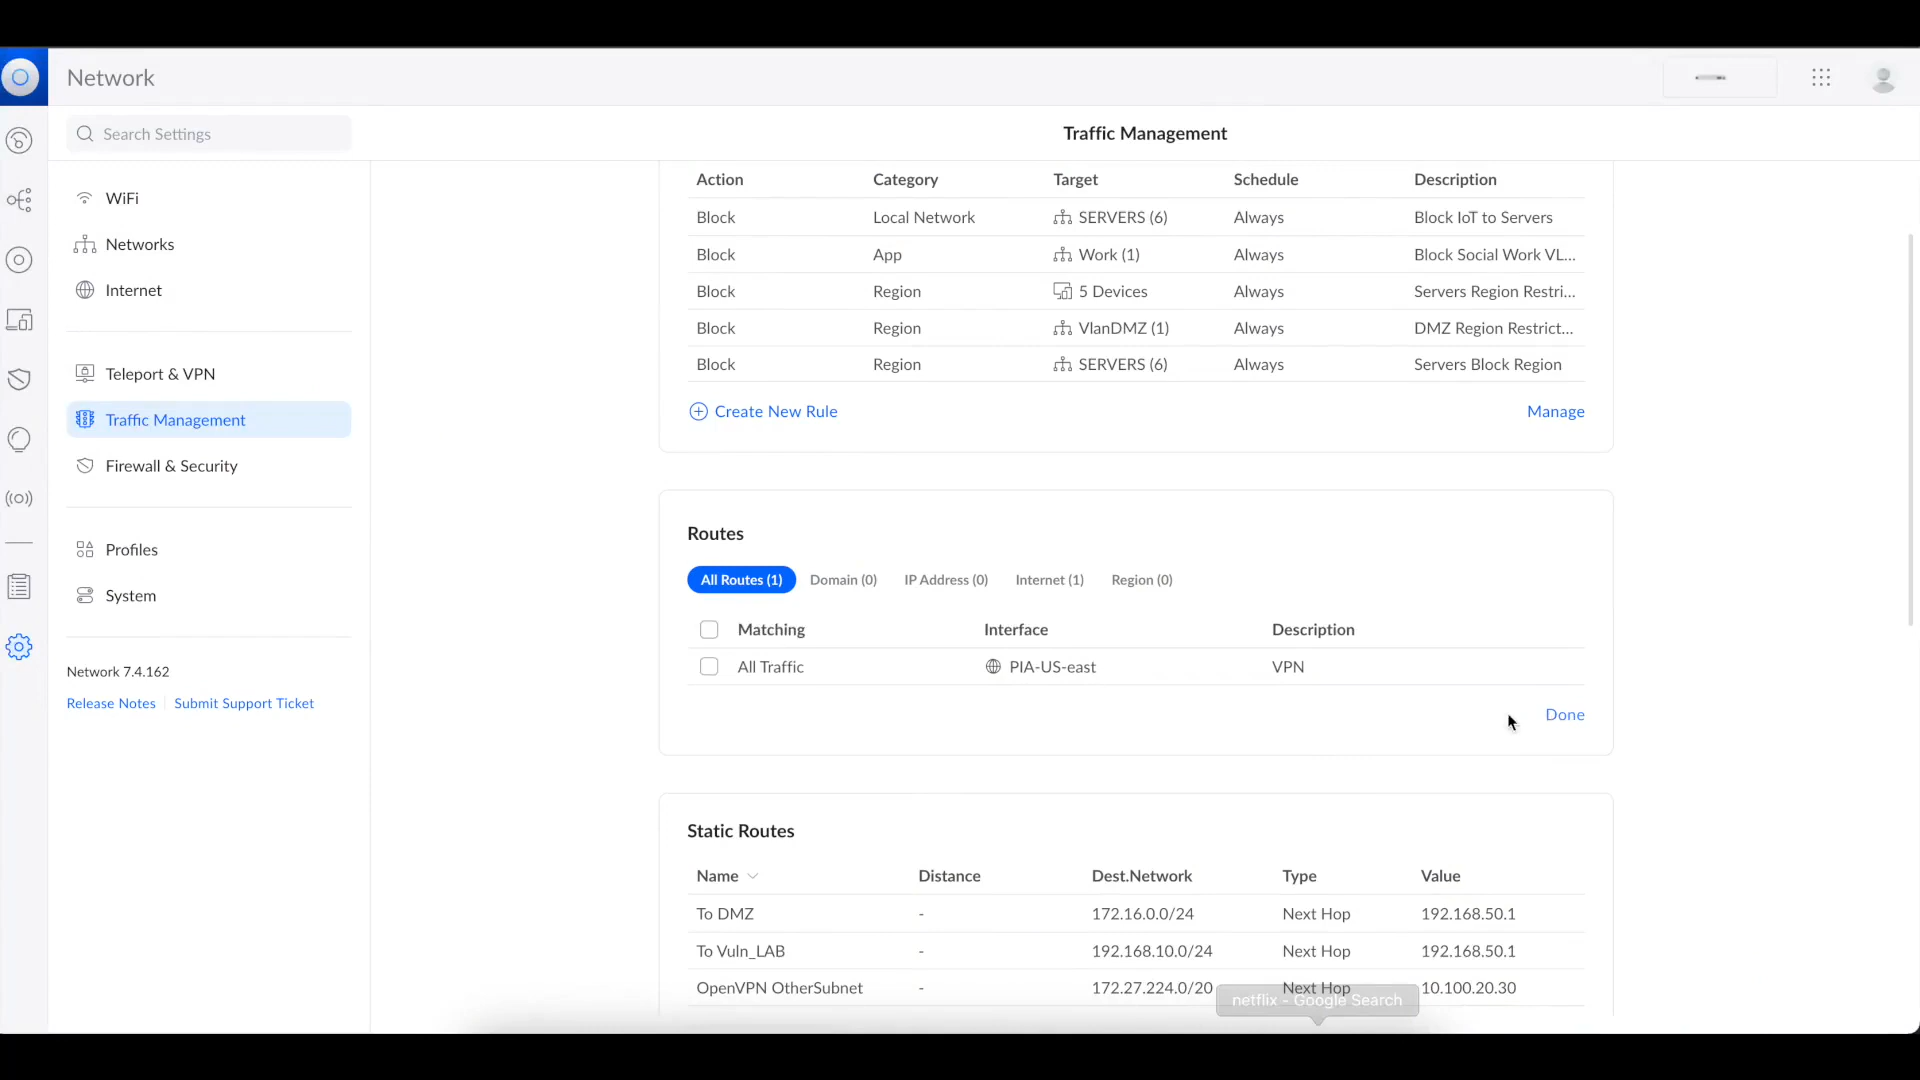 Network
Search Settings
Traffic Management
WiFi
Networks
Internet
Teleport & VPN
Traffic Management
Firewall & Security
Profiles
System
Network 7.4.162
Release Notes Submit Support Ticket
Action Category Target Schedule Description
Block Local Network SERVERS (6) Always Block IoT to Servers
Block App Work (1) Always Block Social Work VL...
Block Region 5 Devices Always Servers Region Restri...
Block Region VlanDMZ (1) Always DMZ Region Restrict...
Block Region SERVERS (6) Always Servers Block Region
Create New Rule Manage
Routes
All Routes (1) Domain (0) IP Address (0) Internet (1) Region (0)
Matching Interface Description
All Traffic PIA-US-east VPN
Done
Static Routes
Name Distance Dest.Network Type Value
To DMZ - 172.16.0.0/24 Next Hop 192.168.50.1
To Vuln_LAB - 192.168.10.0/24 Next Hop 192.168.50.1
OpenVPN OtherSubnet - 172.27.224.0/20 Next Hop 10.100.20.30
netflix - Google Search